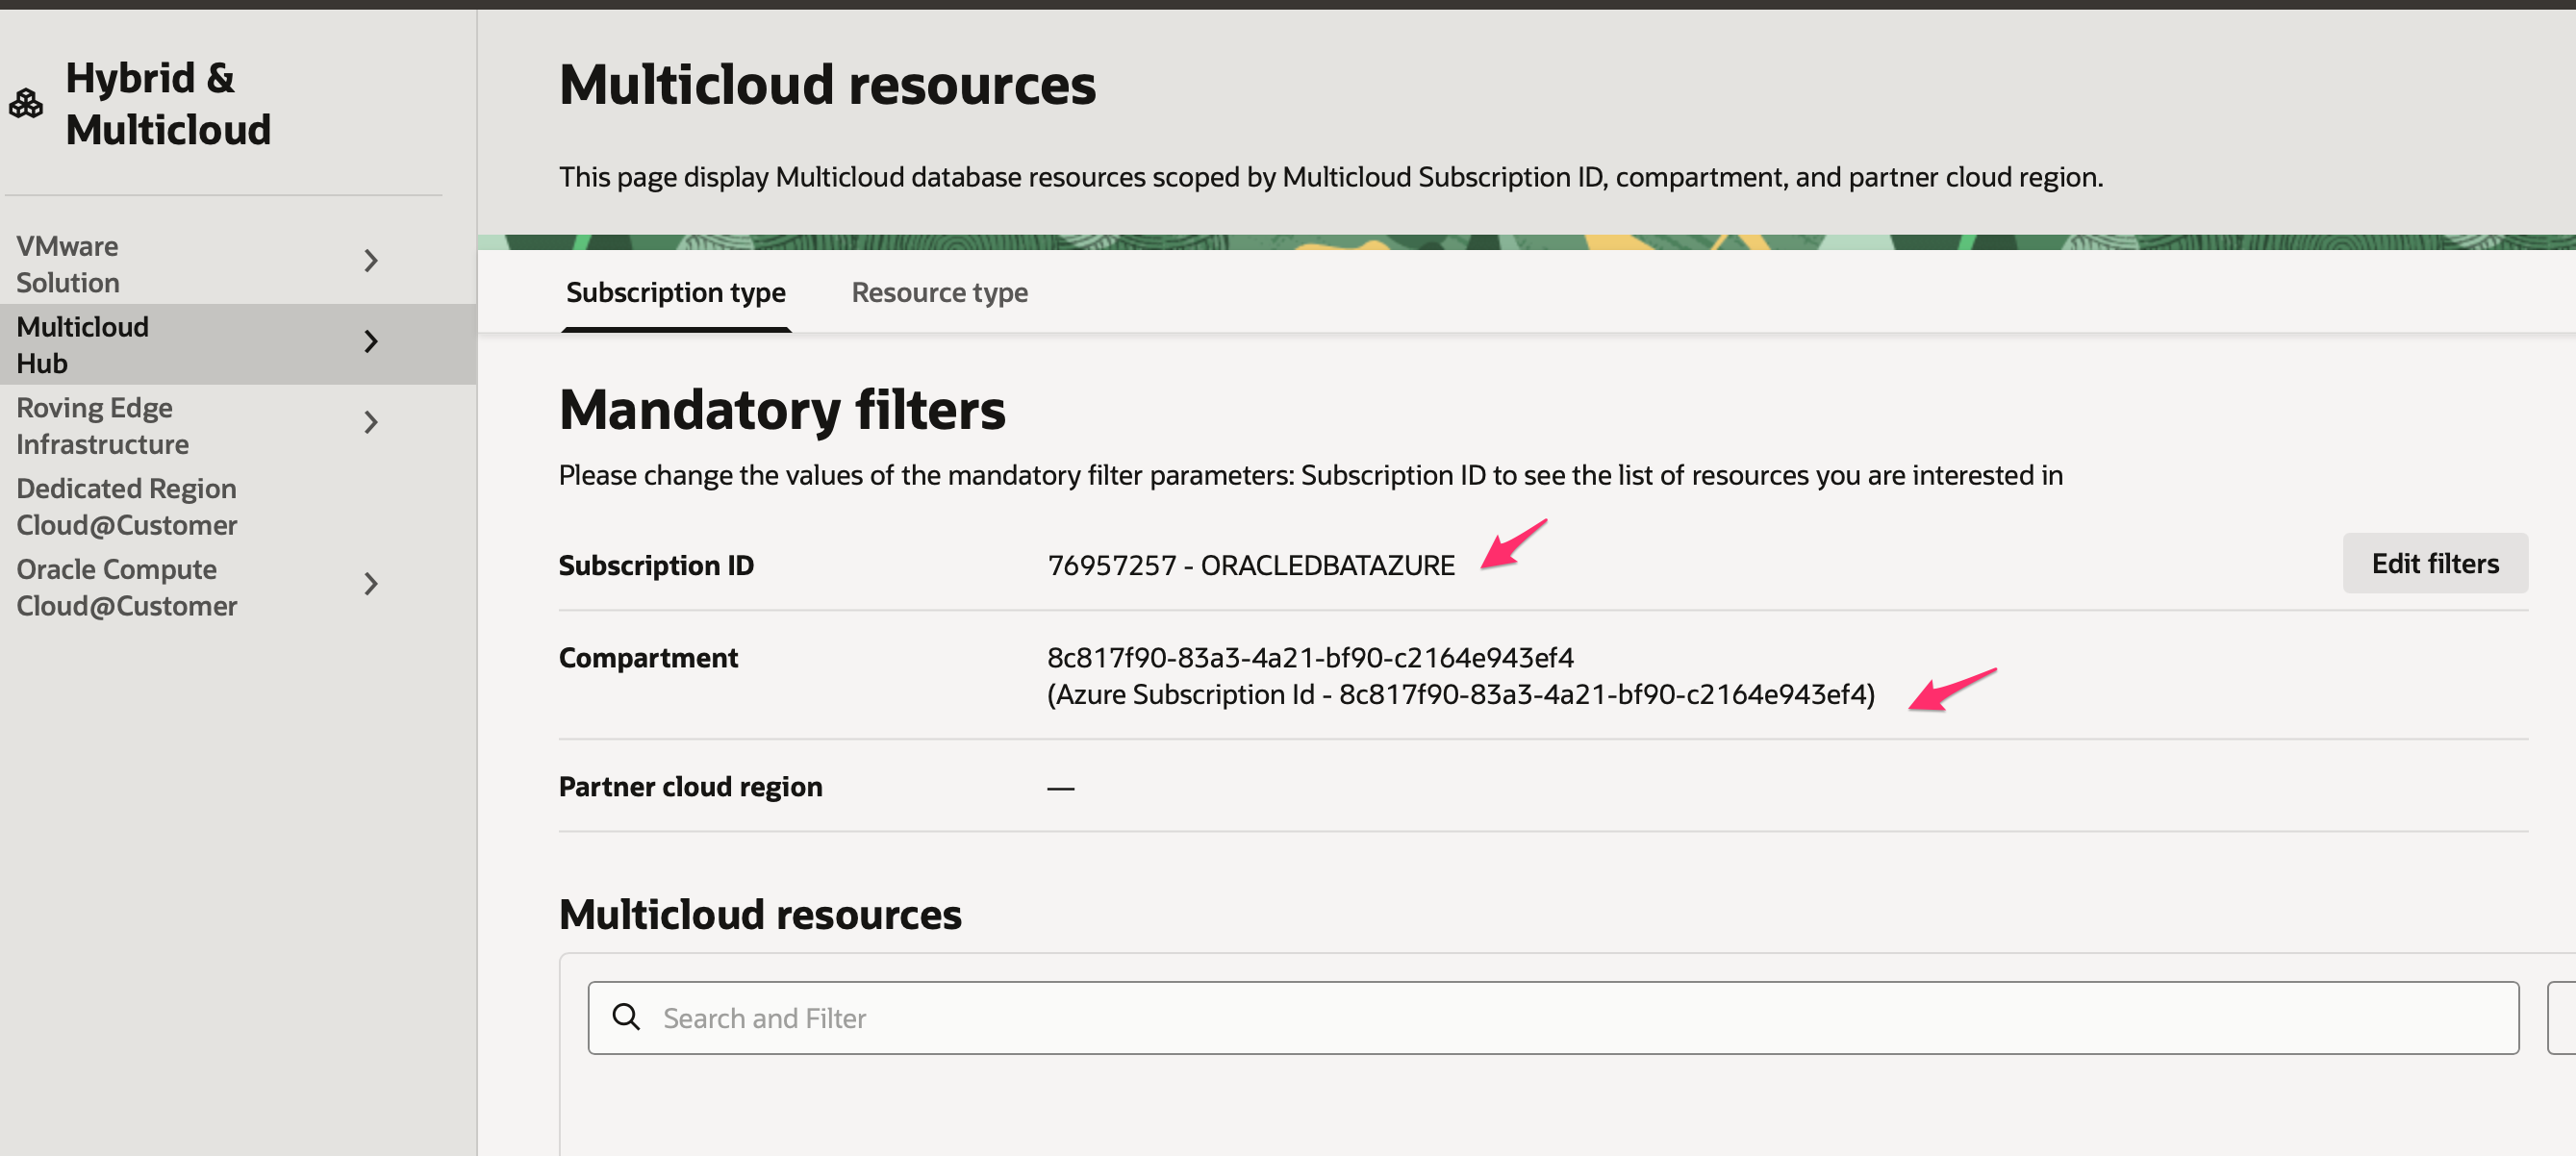 Hybrid &
Multicloud
VMware
Solution
Multicloud
Hub
Roving Edge
Infrastructure
Dedicated Region
Cloud@Customer
Oracle Compute
Cloud@Customer
Multicloud resources
This page display Multicloud database resources scoped by Multicloud Subscription ID, compartment, and partner cloud region.
Subscription type
Resource type
Mandatory filters
Please change the values of the mandatory filter parameters: Subscription ID to see the list of resources you are interested in
Subscription ID
76957257 - ORACLEDBATAZURE
Edit filters
Compartment
8c817f90-83a3-4a21-bf90-c2164e943ef4
(Azure Subscription Id - 8c817f90-83a3-4a21-bf90-c2164e943ef4)
Partner cloud region
—
Multicloud resources
Search and Filter